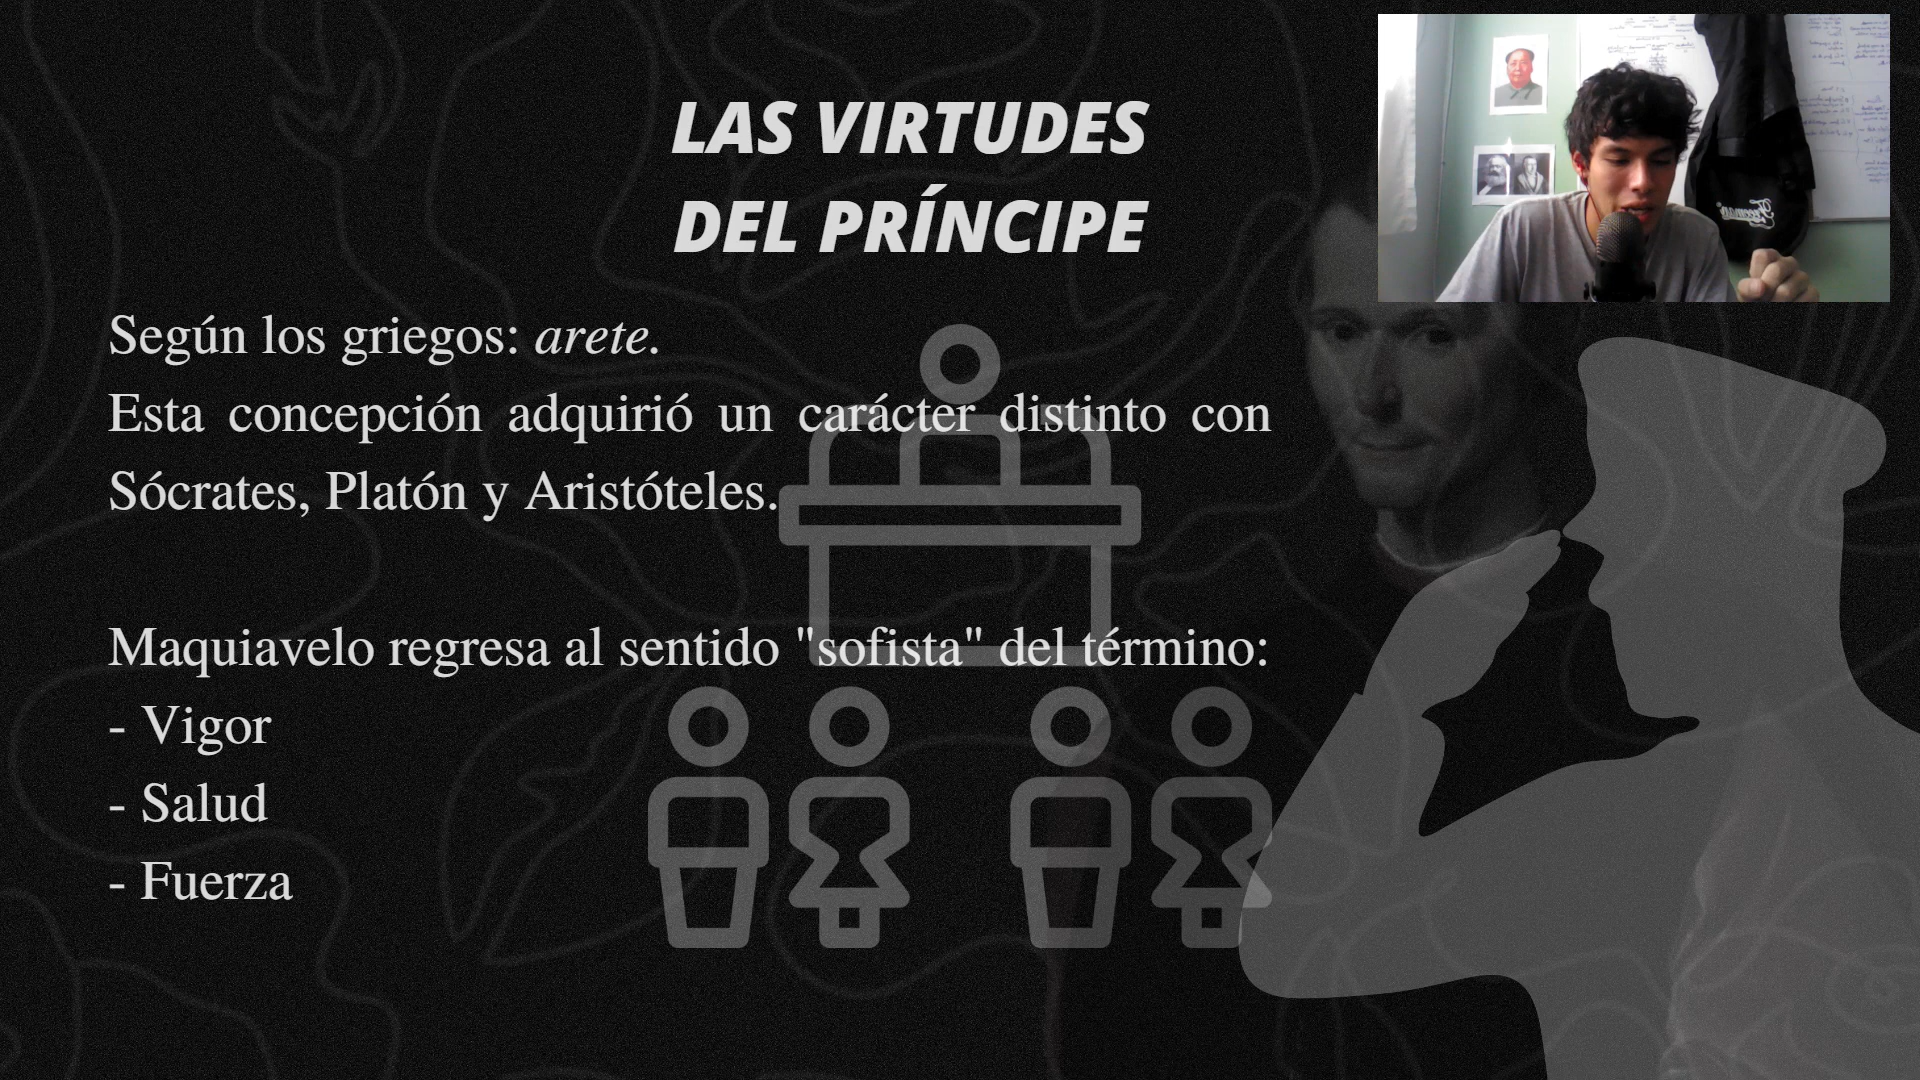 LAS VIRTUDES
DEL PRÍNCIPE
Según los griegos: arete.
Esta concepción adquirió un carácter distinto con
Sócrates, Platón y Aristóteles.
Maquiavelo regresa al sentido "sofista" del término:
- Vigor
- Salud
- Fuerza